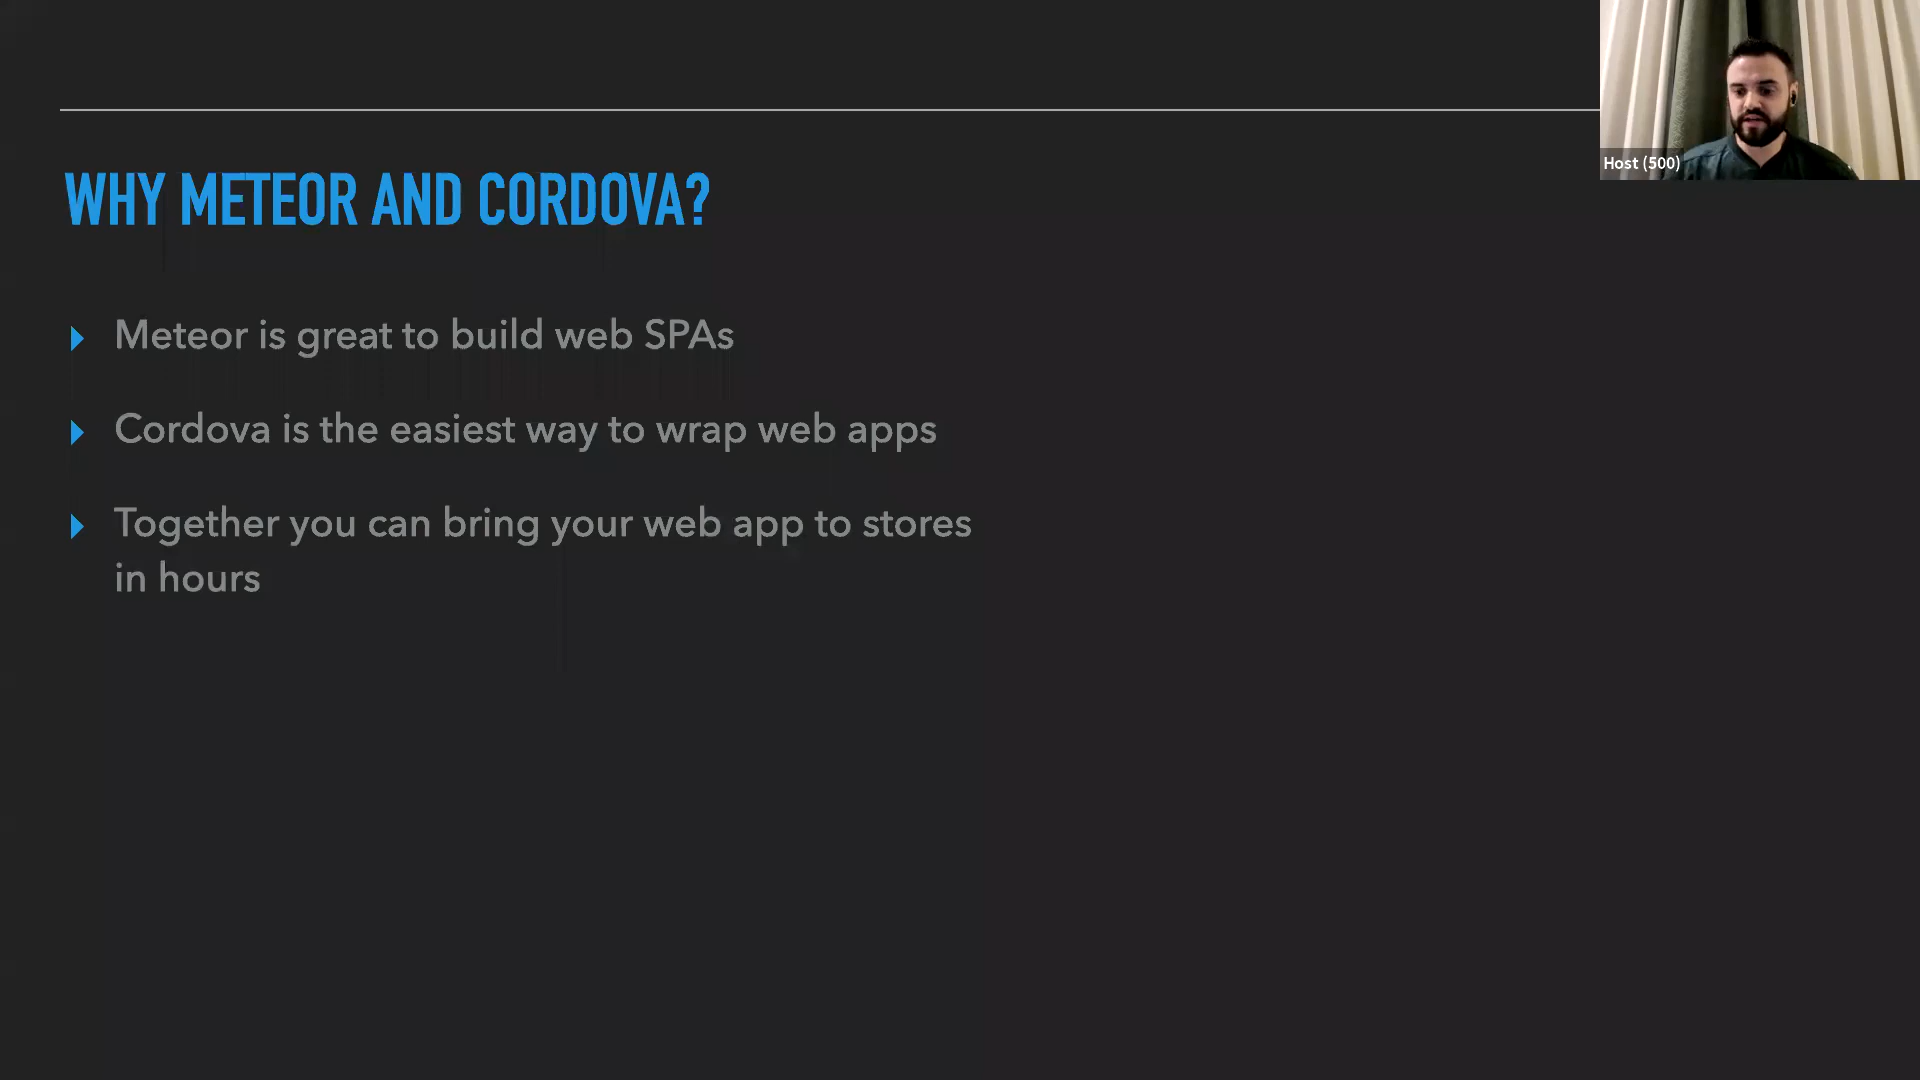 WHY METEOR AND CORDOVA?
Meteor is great to build web SPAs
Cordova is the easiest way to wrap web apps
Together you can bring your web app to stores
in hours
Host (500)